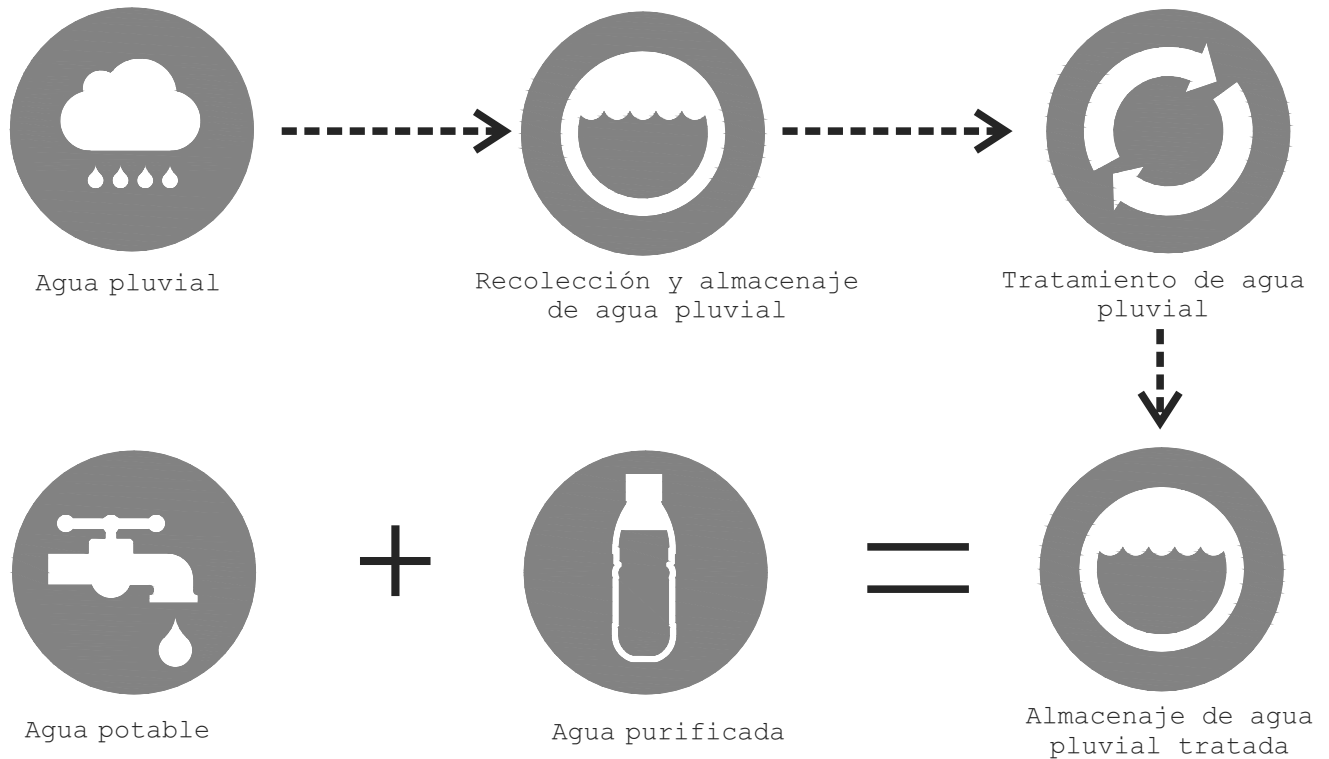 Agua pluvial
Recolección y almacenaje
de agua pluvial
Tratamiento de agua
pluvial
Agua potable
Agua purificada
Almacenaje de agua
pluvial tratada